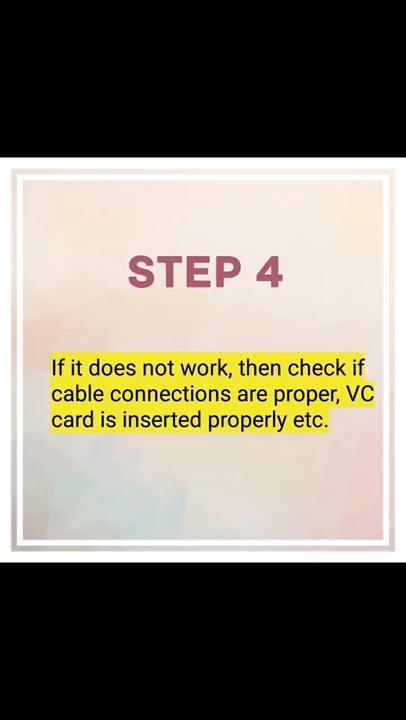 STEP 4
If it does not work, then check if
cable connections are proper, VC
card is inserted properly etc.